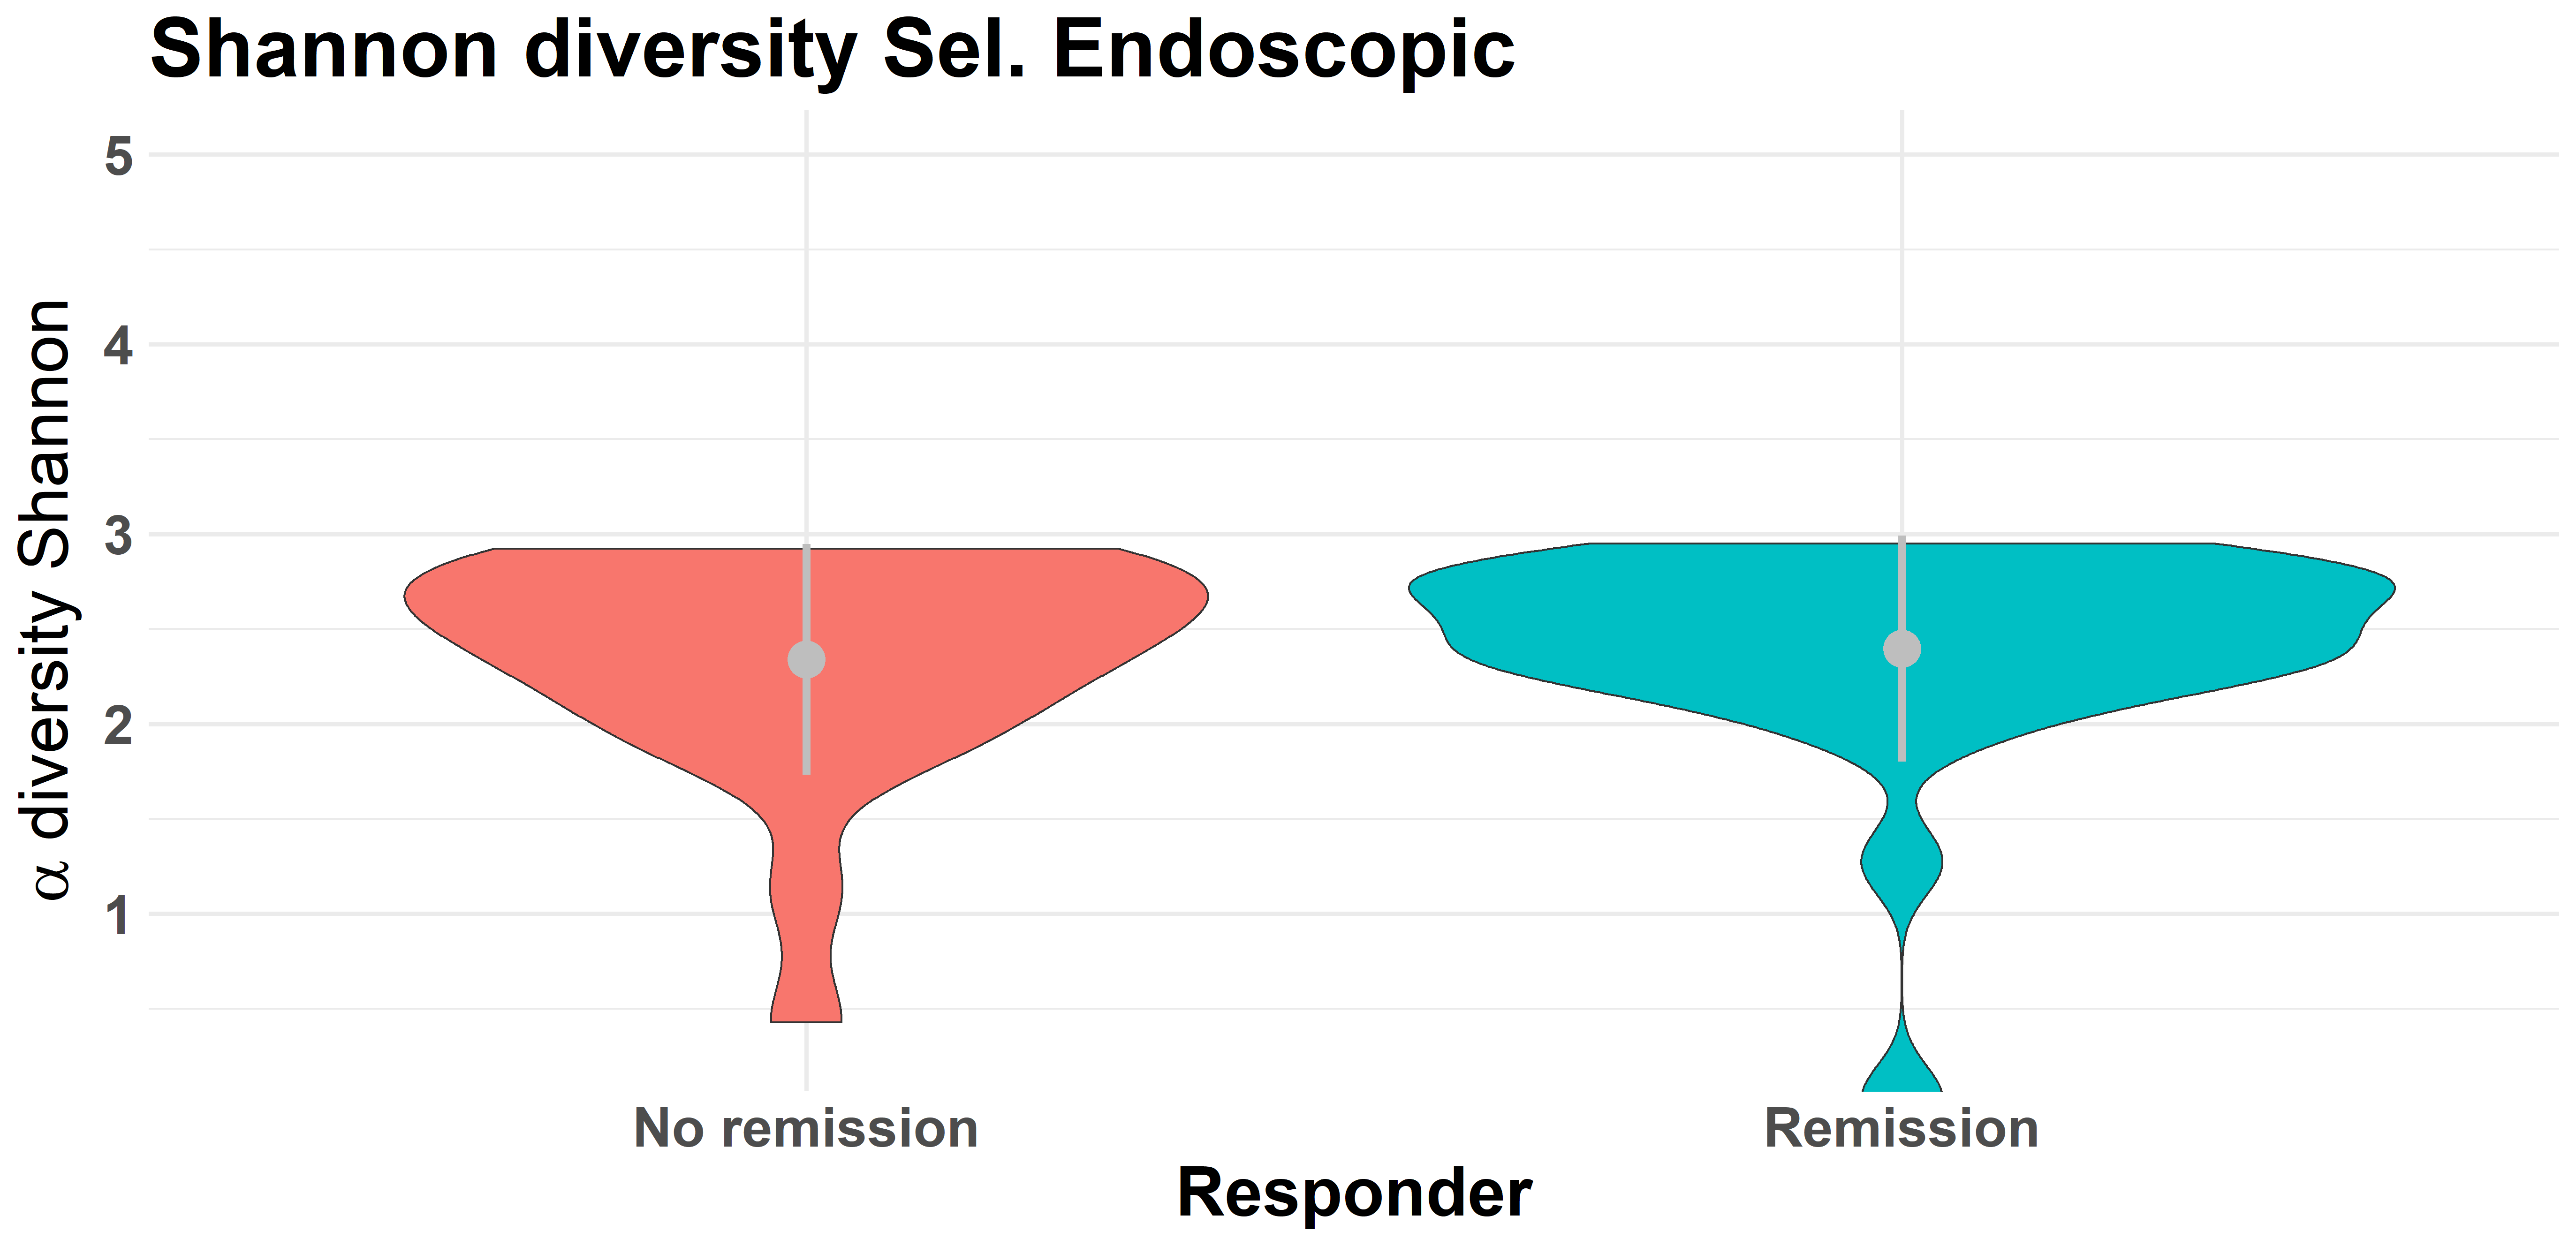 Shannon diversity Sel. Endoscopic
α diversity Shannon
5
4
3
2
1
No remission
Remission
Responder